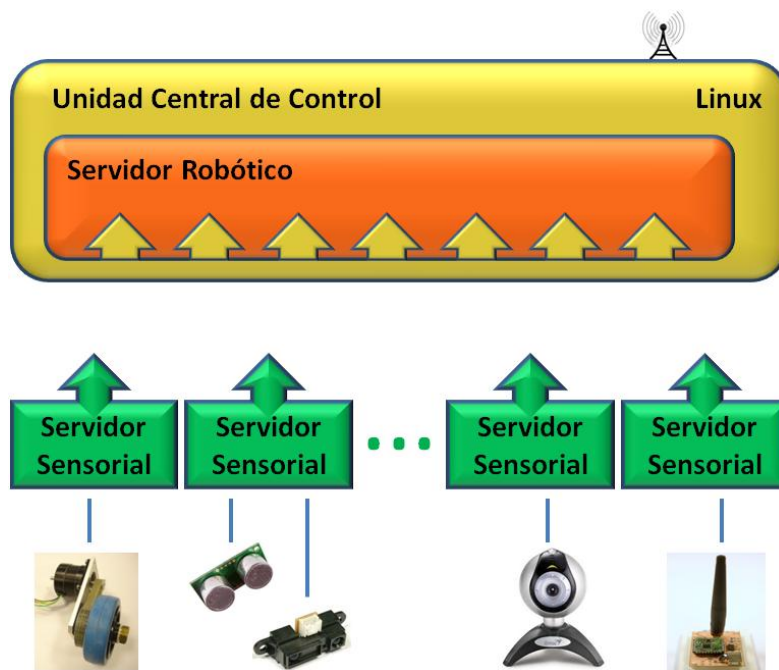 Unidad Central de Control Linux
Servidor Robótico
Servidor Servidor Servidor Servidor
Sensorial Sensorial Sensorial Sensorial